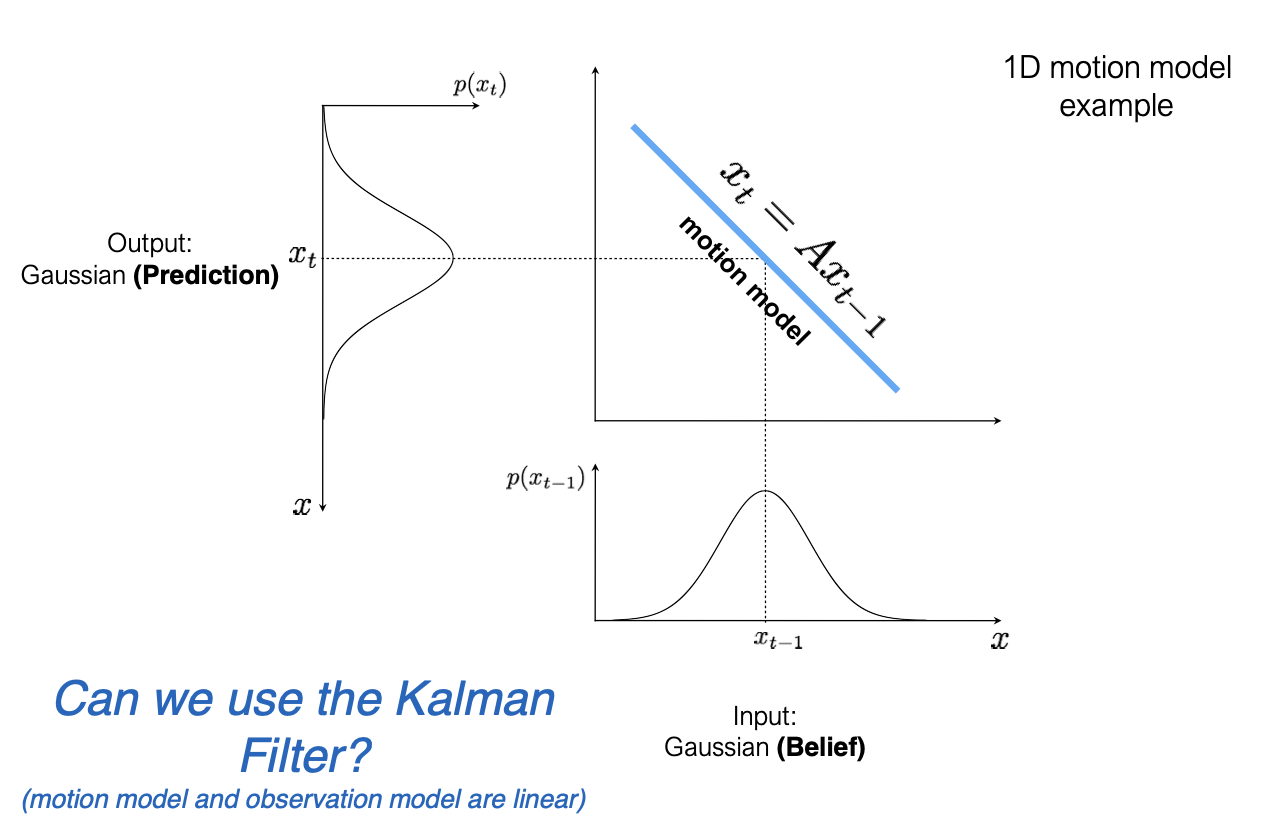 1D motion model
example
p(x_t)
x_t = Ax_{t-1}
motion model
Output:
Gaussian (Prediction)
x_t
x
p(x_{t-1})
x_{t-1}
x
Can we use the Kalman
Filter?
(motion model and observation model are linear)
Input:
Gaussian (Belief)